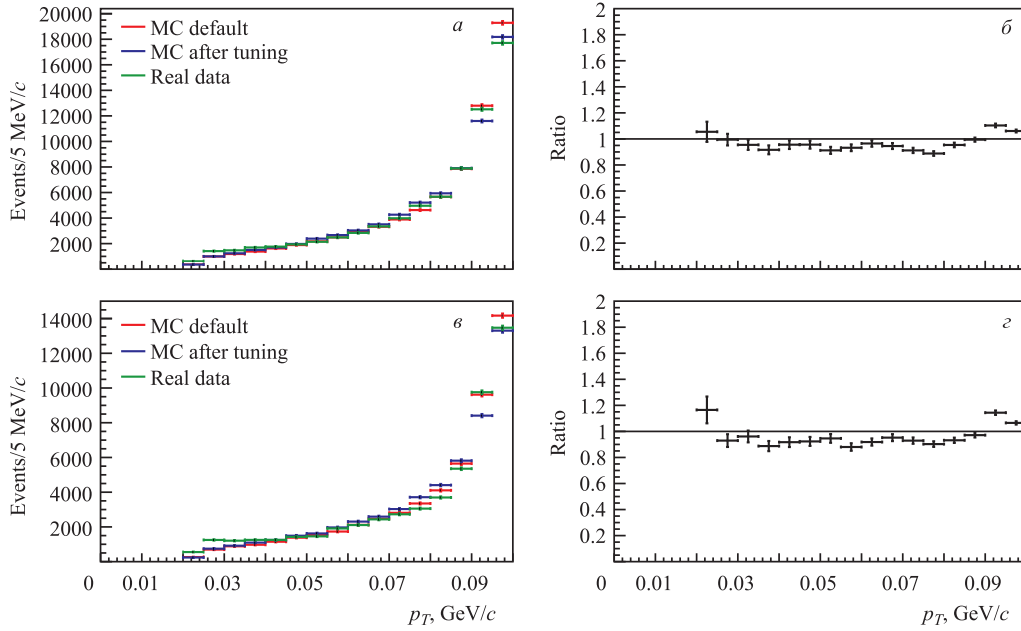 20000
18000
16000
14000
12000
10000
8000
6000
4000
2000
Events/5 MeV/c
MC default
MC after tuning
Real data
а
2
1.8
1.6
1.4
1.2
1
0.8
0.6
0.4
0.2
Ratio
б
14000
12000
10000
8000
6000
4000
2000
Events/5 MeV/c
MC default
MC after tuning
Real data
в
0 0.01 0.03 0.05 0.07 0.09
p_T, GeV/c
2
1.8
1.6
1.4
1.2
1
0.8
0.6
0.4
0.2
Ratio
г
0 0.01 0.03 0.05 0.07 0.09
p_T, GeV/c